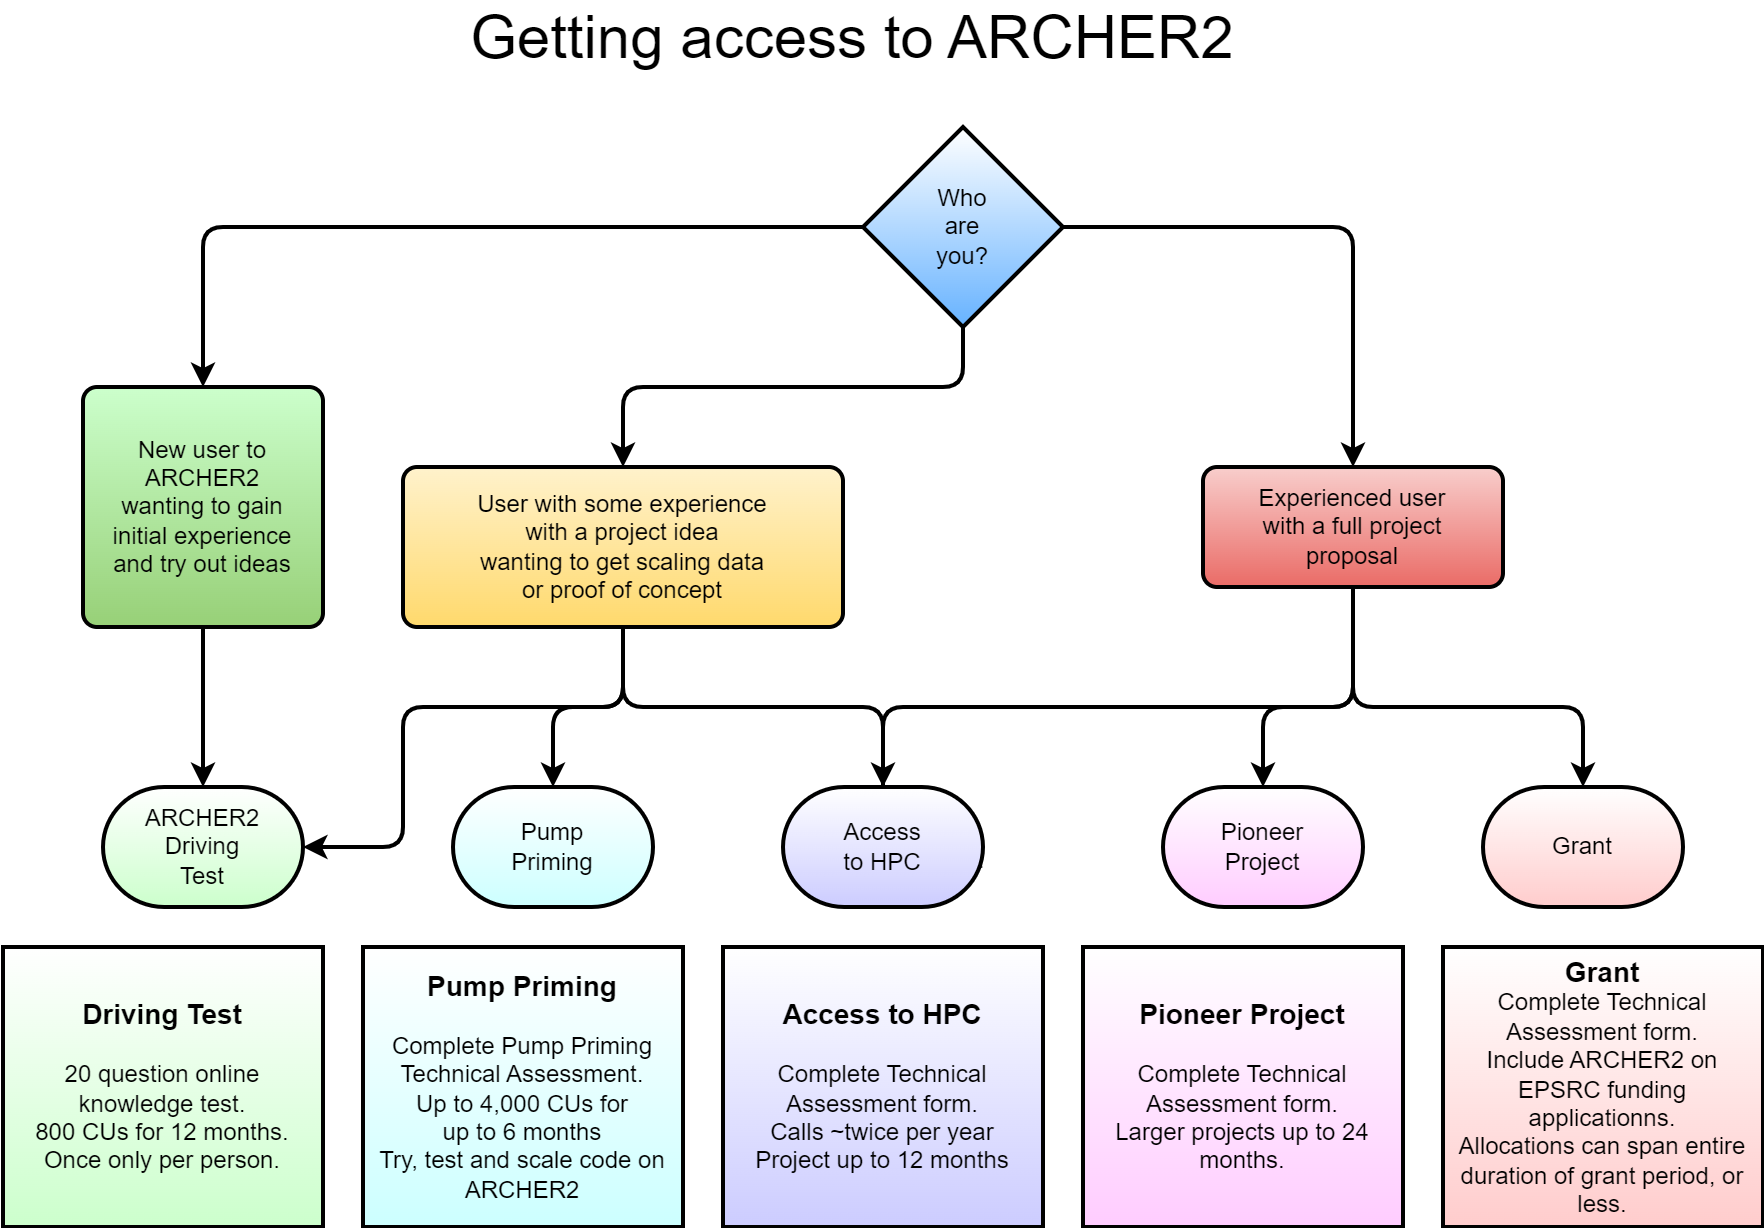 Getting access to ARCHER2
Who
are
you?
New user to
ARCHER2
wanting to gain
initial experience
and try out ideas
User with some experience
with a project idea
wanting to get scaling data
or proof of concept
Experienced user
with a full project
proposal
ARCHER2
Driving
Test
Pump
Priming
Access
to HPC
Pioneer
Project
Grant
Driving Test
20 question online
knowledge test.
800 CUs for 12 months.
Once only per person.
Pump Priming
Complete Pump Priming
Technical Assessment.
Up to 4,000 CUs for
up to 6 months
Try, test and scale code on
ARCHER2
Access to HPC
Complete Technical
Assessment form.
Calls ~twice per year
Project up to 12 months
Pioneer Project
Complete Technical
Assessment form.
Larger projects up to 24
months.
Grant
Complete Technical
Assessment form.
Include ARCHER2 on
EPSRC funding
applicationns.
Allocations can span entire
duration of grant period, or
less.